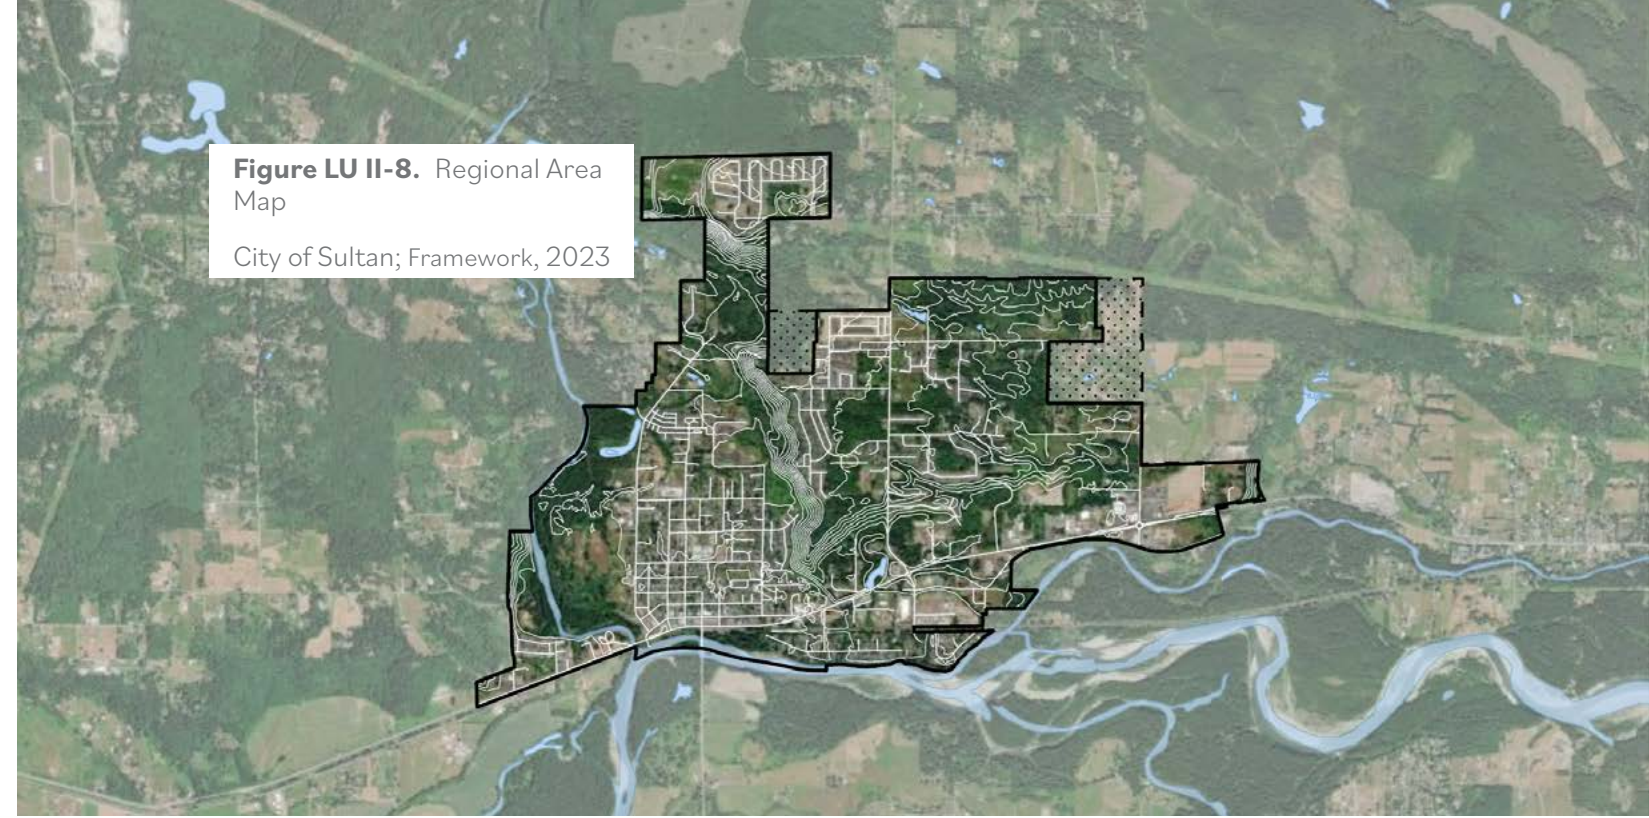 Figure LU II-8. Regional Area
Map
City of Sultan; Framework, 2023